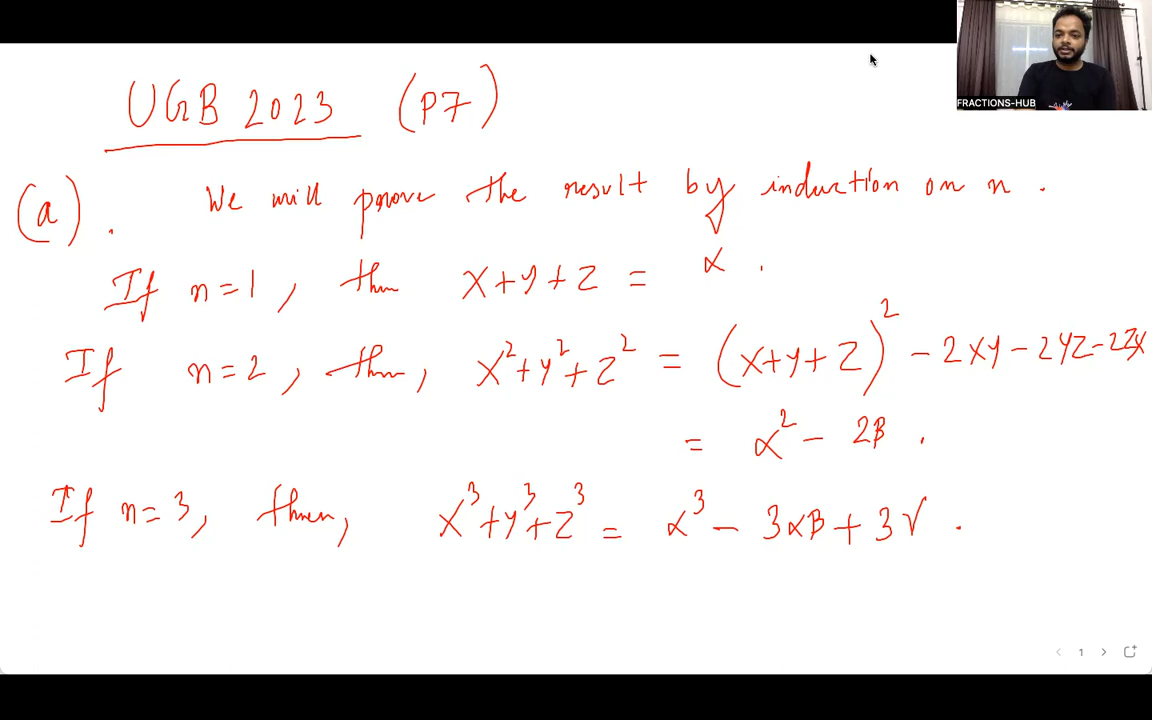 FRACTIONS-HUB
UGB 2023 (P7)
(a). We will prove the result by induction on n.
If n=1, then X+Y+Z = α.
If n=2, then, X²+Y²+Z² = (X+Y+Z)² - 2XY - 2YZ - 2ZX
= α² - 2β.
If n=3, then, X³+Y³+Z³ = α³ - 3αβ + 3γ.
1